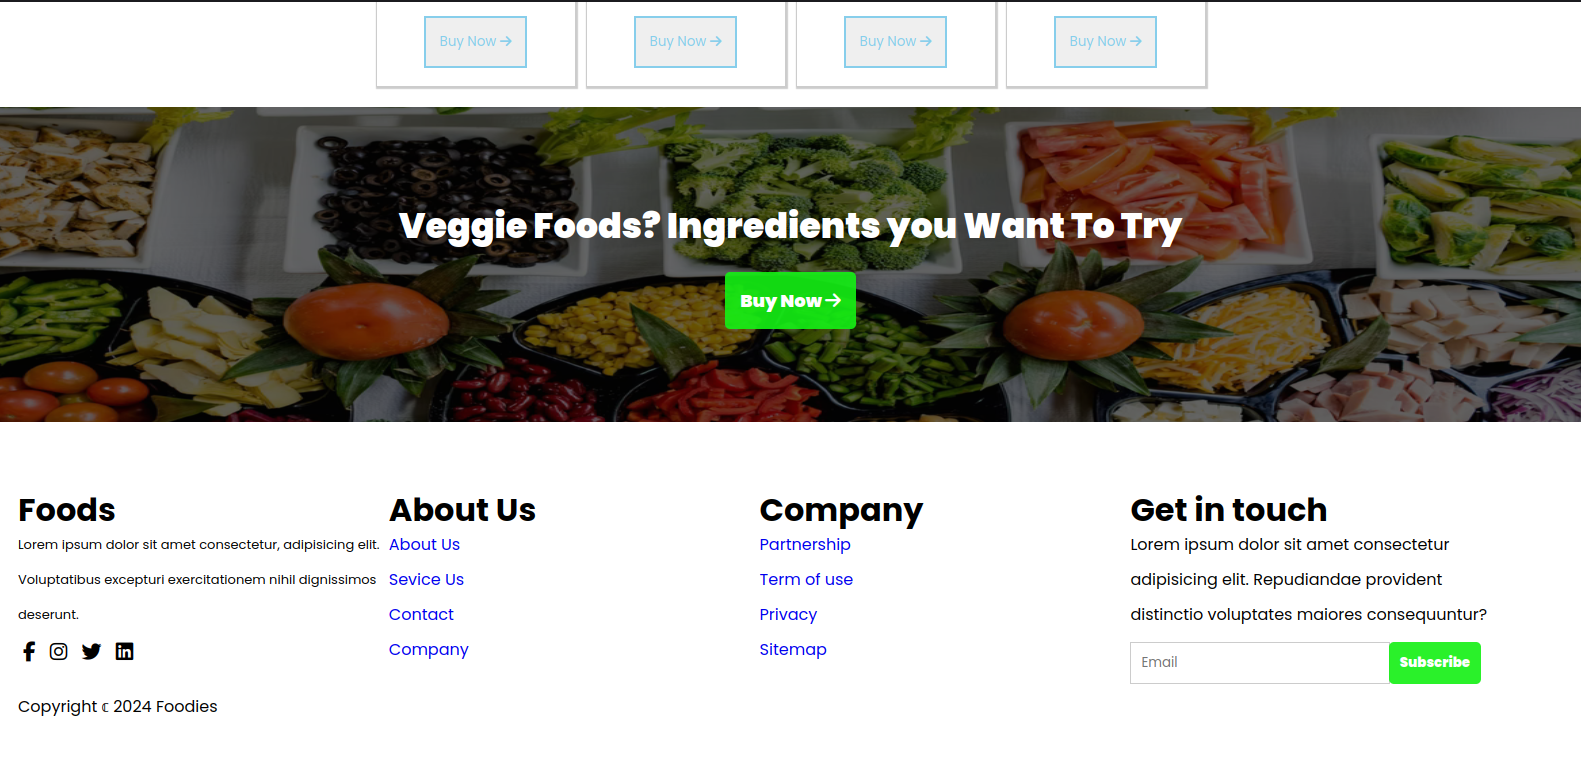 Buy Now → Buy Now → Buy Now → Buy Now →
Veggie Foods? Ingredients you Want To Try
Buy Now →
Foods
Lorem ipsum dolor sit amet consectetur, adipisicing elit.
Voluptatibus excepturi exercitationem nihil dignissimos
deserunt.
Copyright ℂ 2024 Foodies
About Us
About Us
Sevice Us
Contact
Company
Company
Partnership
Term of use
Privacy
Sitemap
Get in touch
Lorem ipsum dolor sit amet consectetur
adipisicing elit. Repudiandae provident
distinctio voluptates maiores consequuntur?
Email Subscribe